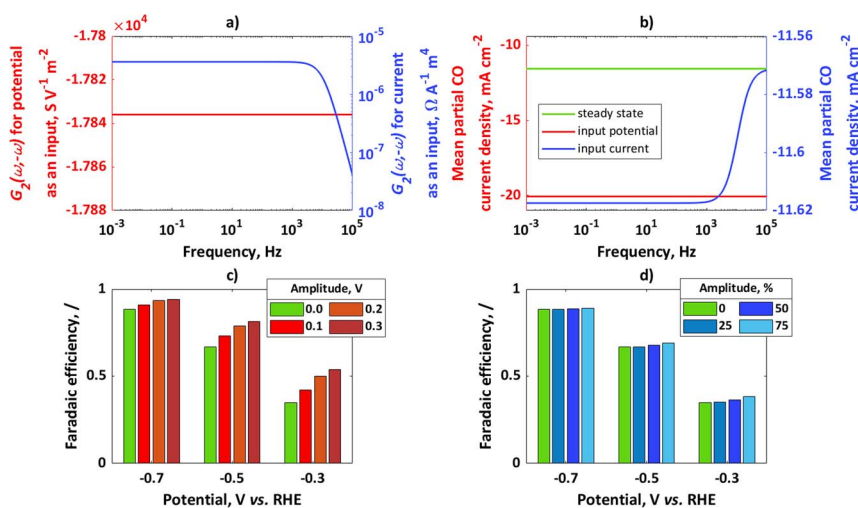 a)
×10⁴
-1.78
-1.782
-1.784
-1.786
-1.788
G₂(ω,-ω) for potential
as an input, S V⁻¹ m⁻²
10⁻⁵
10⁻⁶
10⁻⁷
10⁻⁸
G₂(ω,-ω) for current
as an input, Ω A⁻¹ m⁴
10⁻³ 10⁻¹ 10¹ 10³ 10⁵
Frequency, Hz
b)
-10
-15
-20
Mean partial CO
current density, mA cm⁻²
steady state
input potential
input current
-11.56
-11.58
-11.6
-11.62
Mean partial CO
current density, mA cm⁻²
10⁻³ 10⁻¹ 10¹ 10³ 10⁵
Frequency, Hz
c)
Amplitude, V
0.0 0.2
0.1 0.3
1
0.5
0
Faradaic efficiency, /
-0.7 -0.5 -0.3
Potential, V vs. RHE
d)
Amplitude, %
0 50
25 75
1
0.5
0
Faradaic efficiency, /
-0.7 -0.5 -0.3
Potential, V vs. RHE